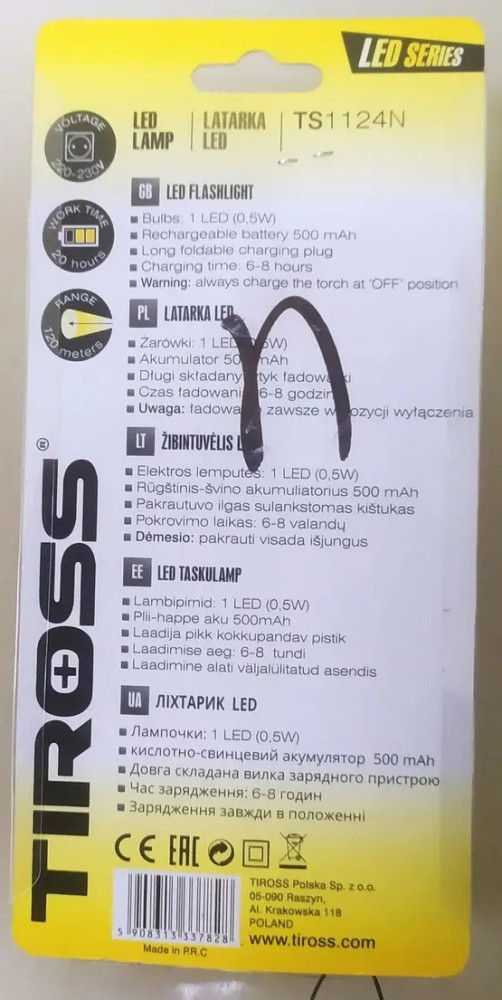 LED SERIES
VOLTAGE
220-230V
LED LAMP | LATARKA LED | TS1124N
WORK TIME
20 hours
RANGE
120 meters
GB LED FLASHLIGHT
Bulbs: 1 LED (0,5W)
Rechargeable battery 500 mAh
Long foldable charging plug
Charging time: 6-8 hours
Warning: always charge the torch at 'OFF' position
PL LATARKA LED
Żarówki: 1 LED (0,5W)
Akumulator 500 mAh
Długi składany ładowarki
Czas ładowani 6-8 godzin
Uwaga: ładować zawsze w pozycji wyłączenia
LT ŽIBINTUVĖLIS
Elektros lemputės: 1 LED (0,5W)
Rūgštinis-švino akumuliatorius 500 mAh
Pakrautuvo ilgas sulankstomas kištukas
Pokrovimo laikas: 6-8 valandų
Dėmesio: pakrauti visada išjungus
EE LED TASKULAMP
Lambipirnid: 1 LED (0,5W)
Plii-happe aku 500mAh
Laadija pikk kokkupandav pistik
Laadimise aeg: 6-8 tundi
Laadimine alati väljalülitatud asendis
UA ЛІХТАРИК LED
Лампочки: 1 LED (0,5W)
кислотно-свинцевий акумулятор 500 mAh
Довга складана вилка зарядного пристрою
Час зарядження: 6-8 годин
Зарядження завжди в положенні
TIROSS®
CE EAC
TIROSS Polska Sp. z o.o.
05-090 Raszyn,
Al. Krakowska 118
POLAND
www.tiross.com
5 908313 337828
Made in P.R.C
n